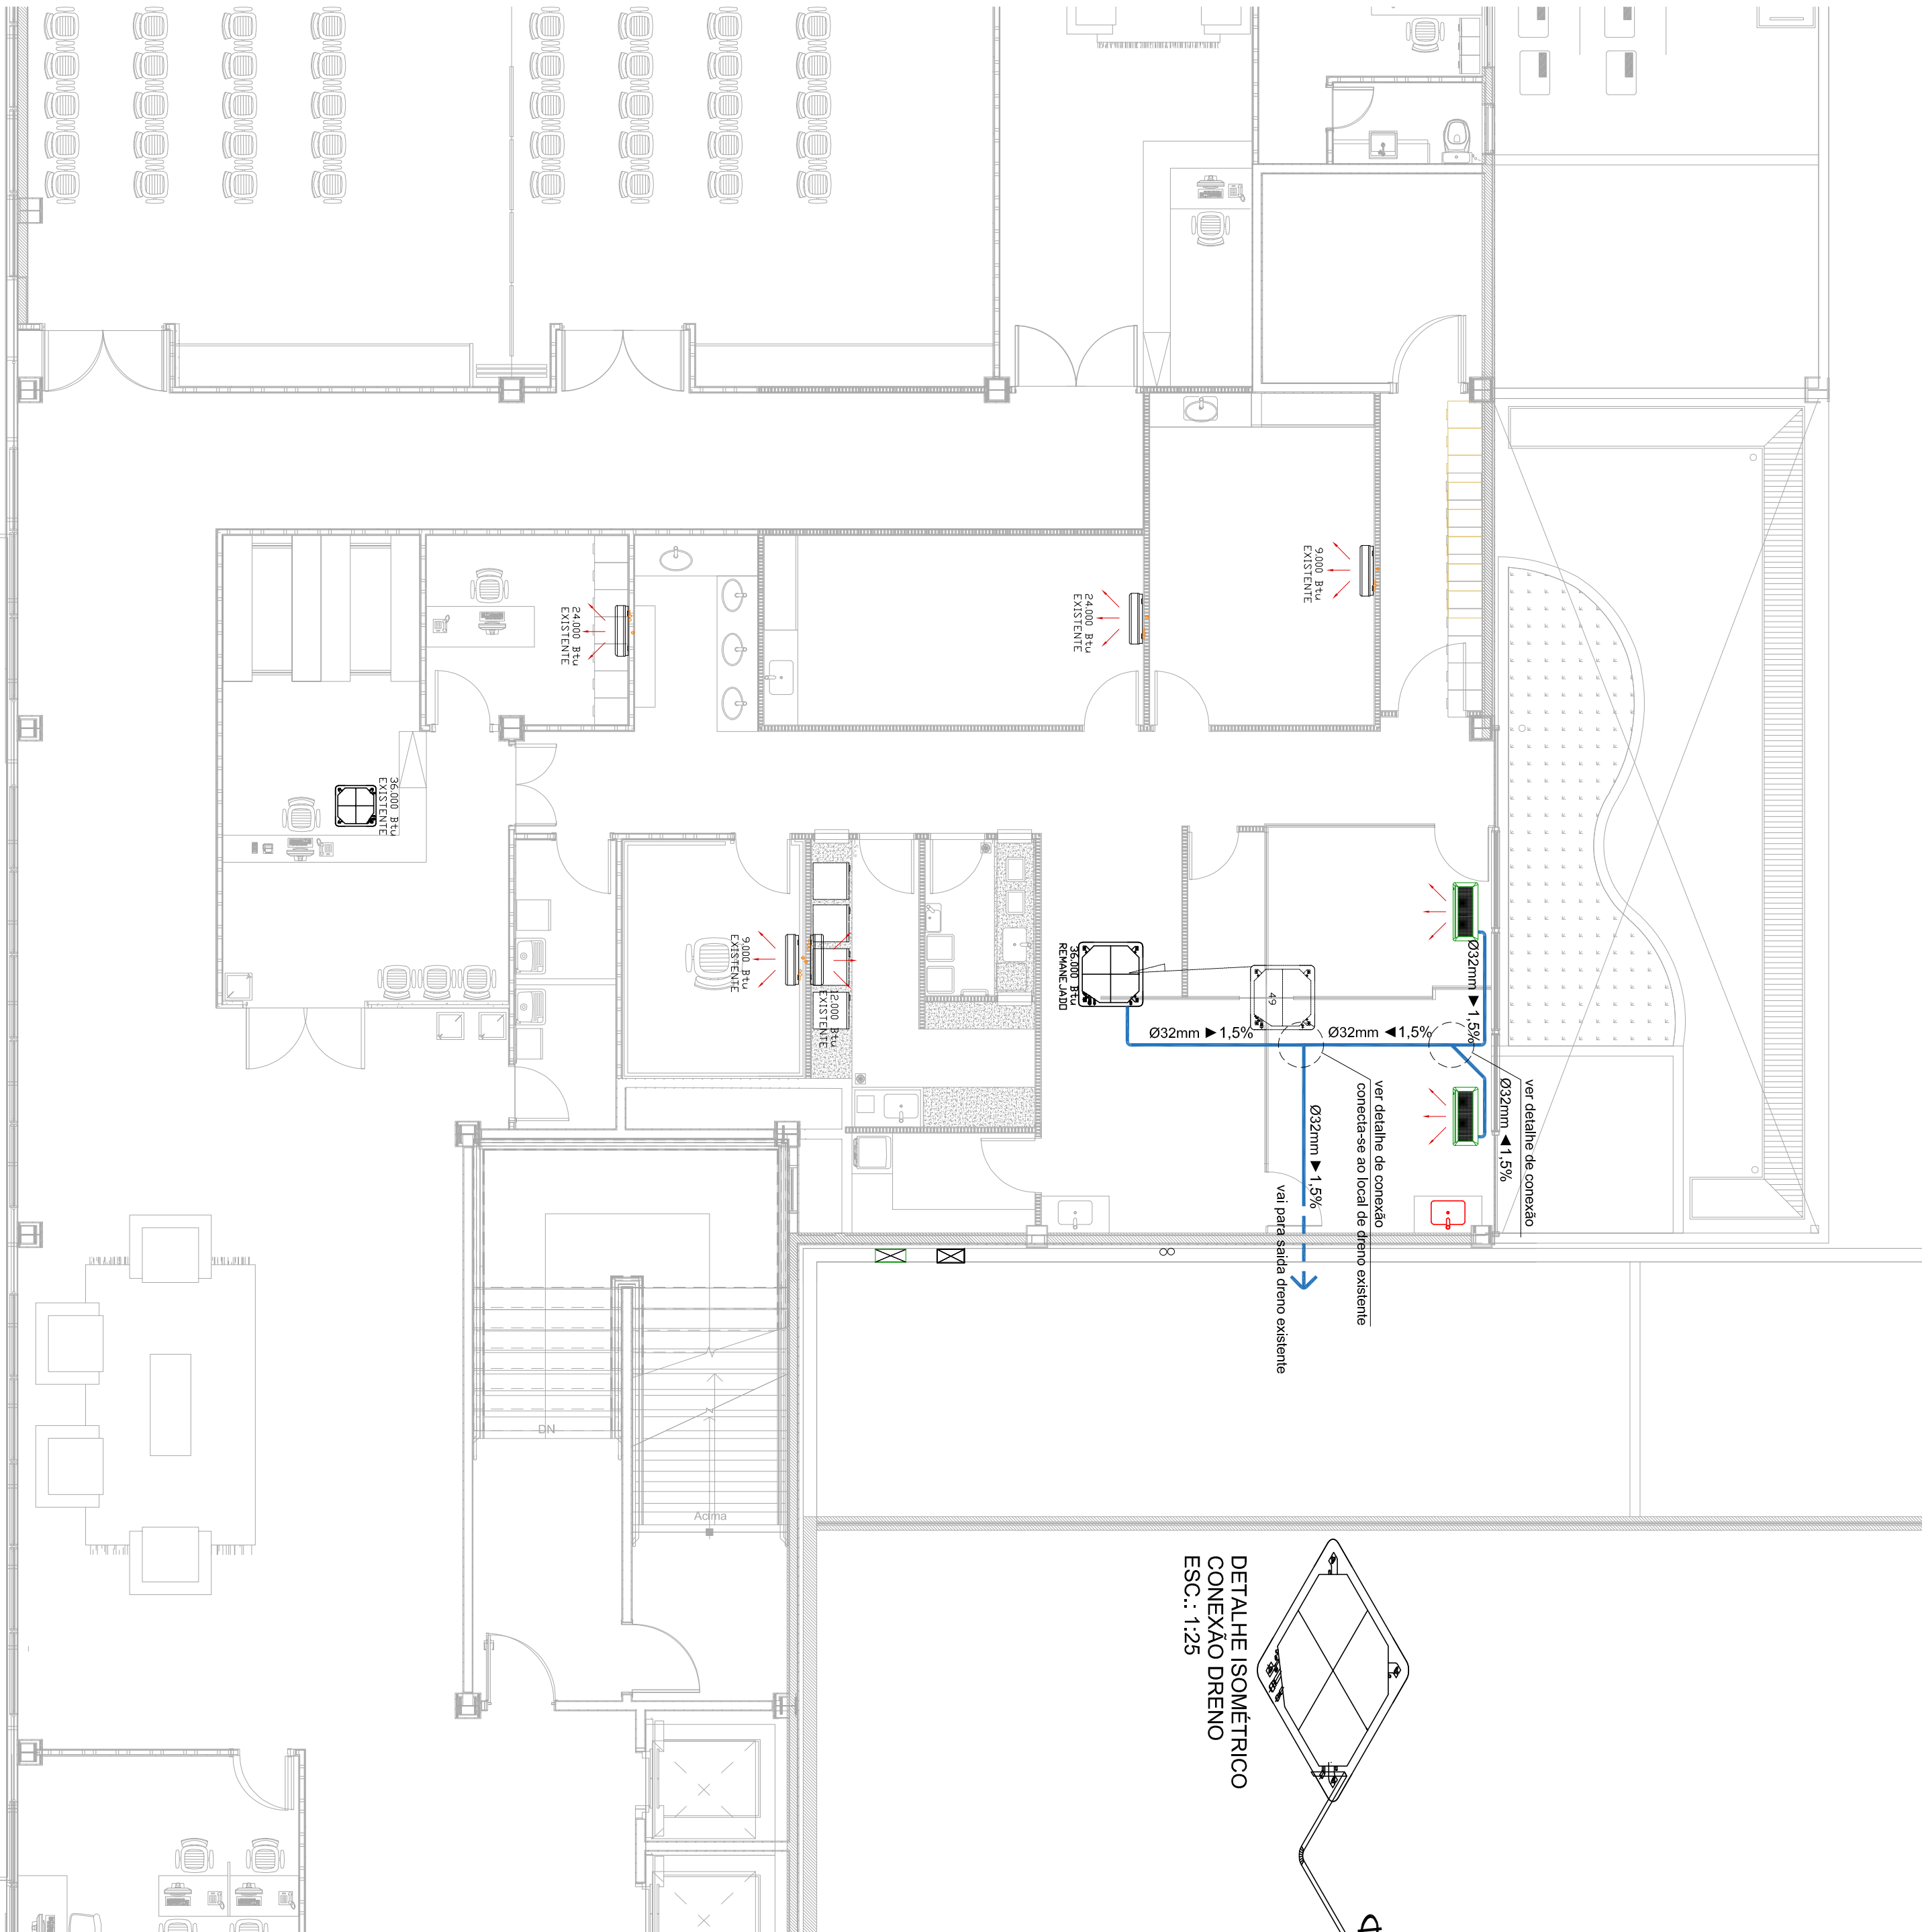 9.000 Btu
EXISTENTE
24.000 Btu
EXISTENTE
24.000 Btu
EXISTENTE
36.000 Btu
EXISTENTE
9.000 Btu
EXISTENTE
12.000 Btu
EXISTENTE
36.000 Btu
REMANEJADO
49
Ø32mm ►1,5%
Ø32mm ►1,5%
Ø32mm ◄1,5%
Ø32mm ◄1,5%
ver detalhe de conexão
ver detalhe de conexão
conecta-se ao local de dreno existente
Ø32mm ►1,5%
vai para saida dreno existente
DN
Acima
DETALHE ISOMÉTRICO
CONEXÃO DRENO
ESC.: 1:25